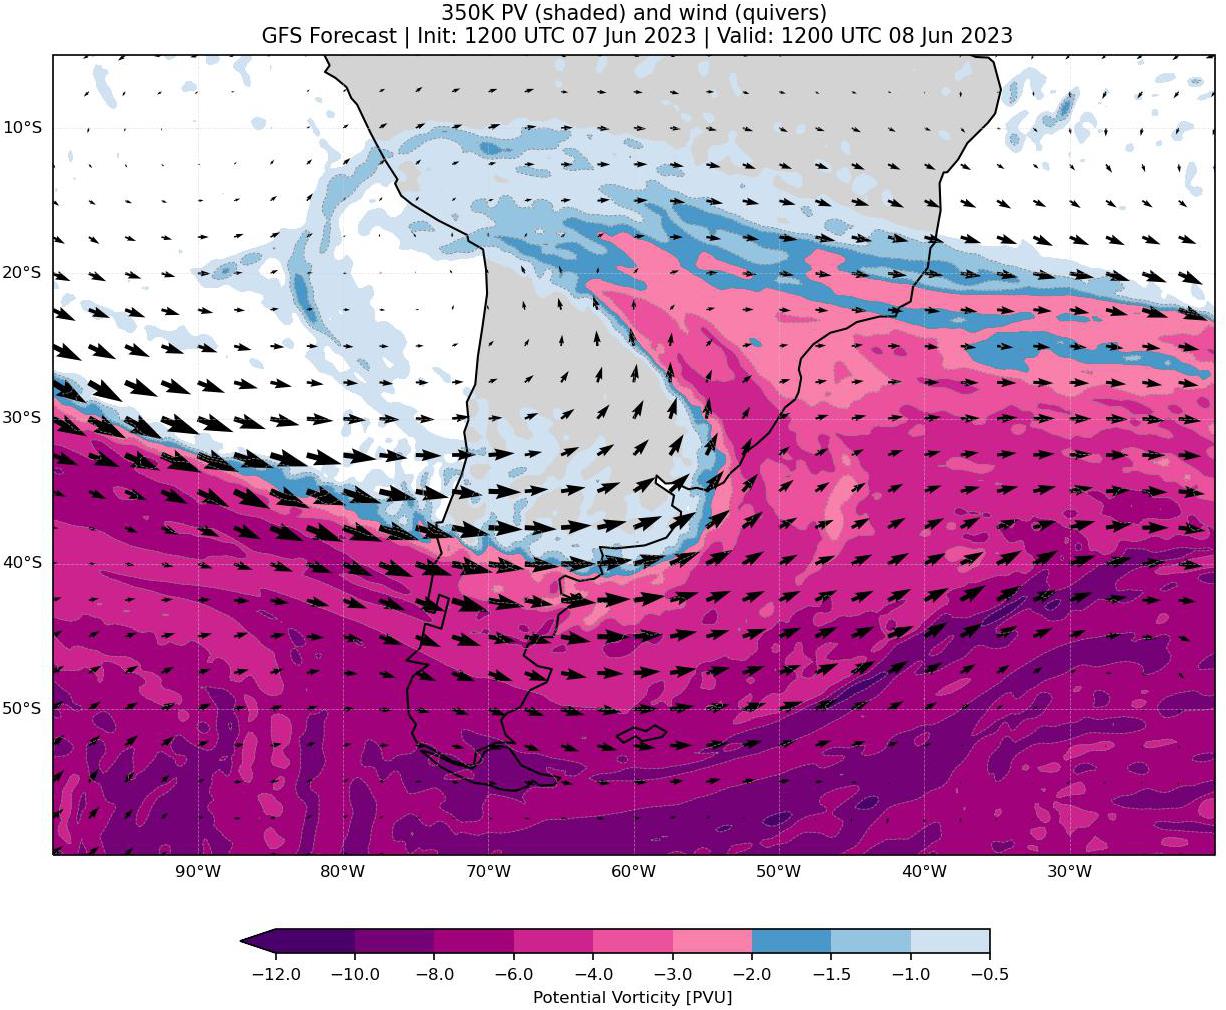 350K PV (shaded) and wind (quivers)
GFS Forecast | Init: 1200 UTC 07 Jun 2023 | Valid: 1200 UTC 08 Jun 2023
10°S
20°S
30°S
40°S
50°S
90°W 80°W 70°W 60°W 50°W 40°W 30°W
−12.0 −10.0 −8.0 −6.0 −4.0 −3.0 −2.0 −1.5 −1.0 −0.5
Potential Vorticity [PVU]